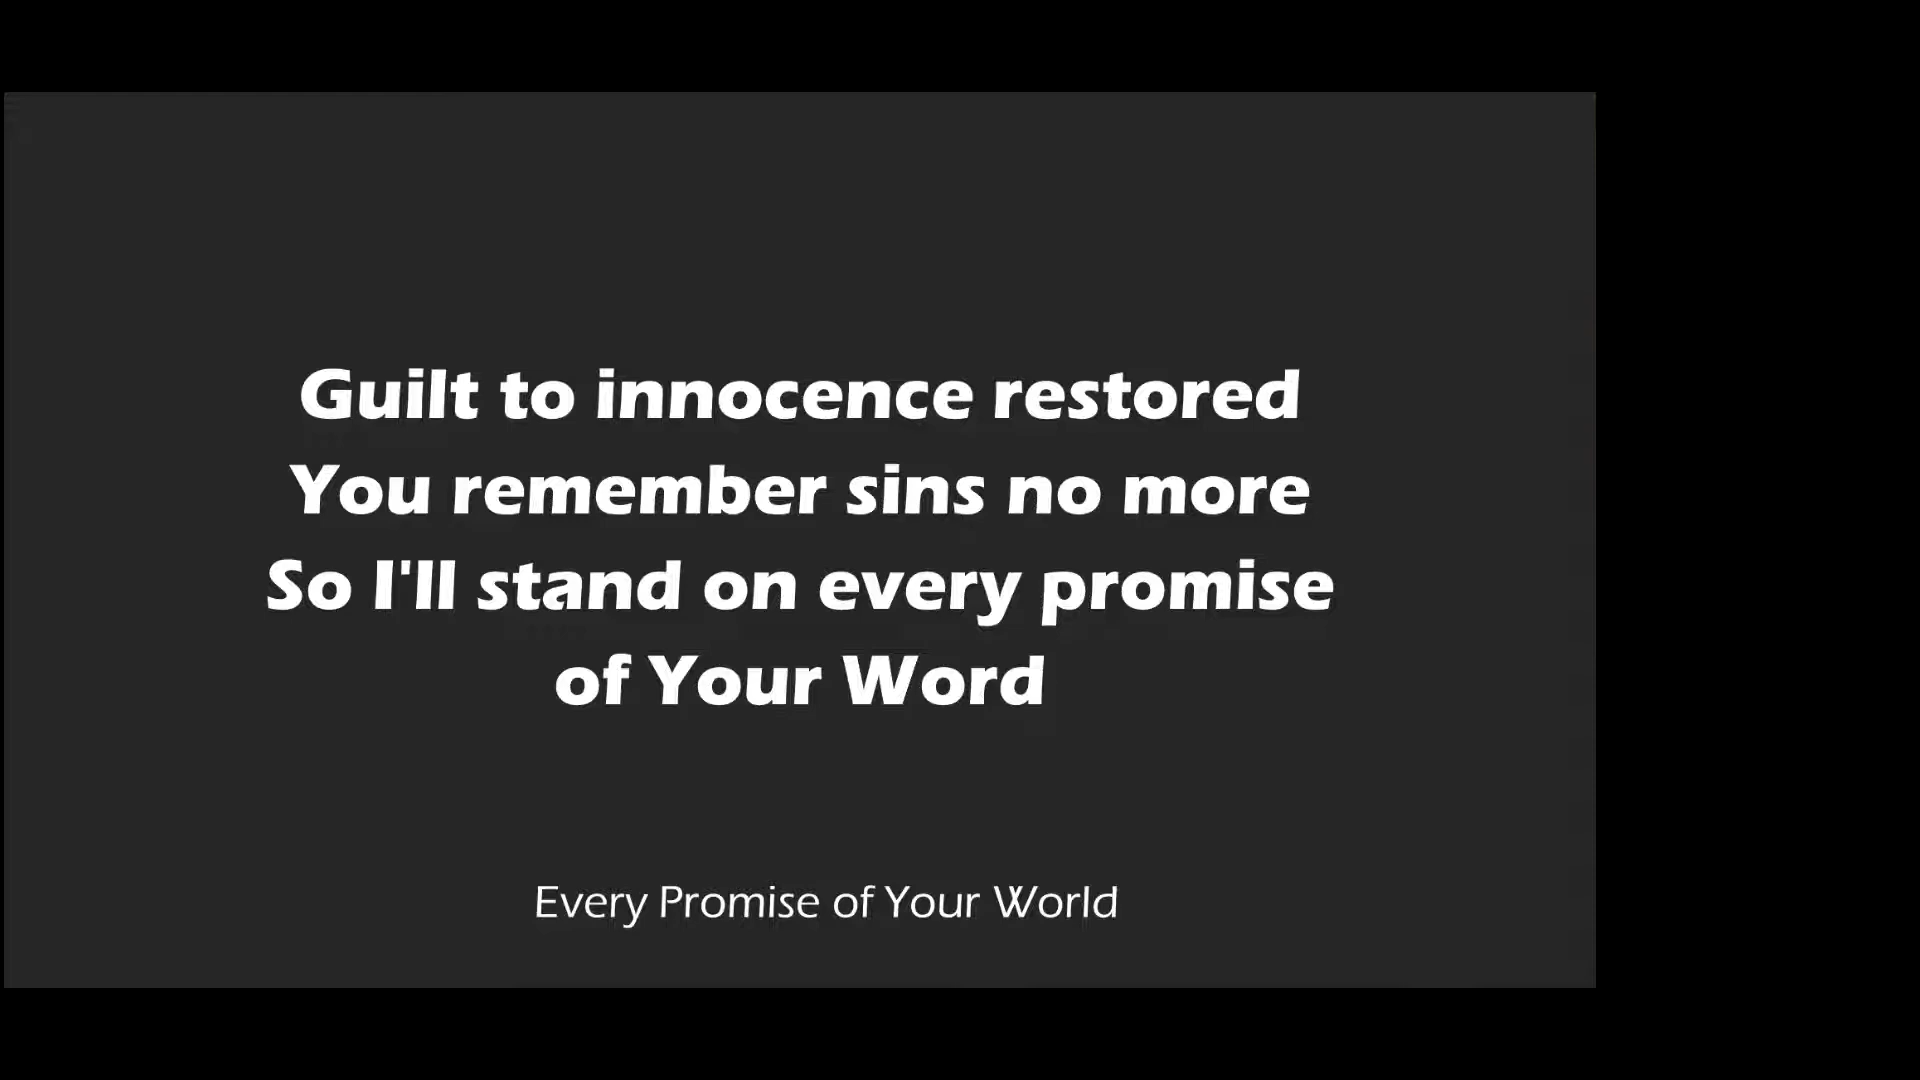 Guilt to innocence restored
You remember sins no more
So I'll stand on every promise
of Your Word
Every Promise of Your World